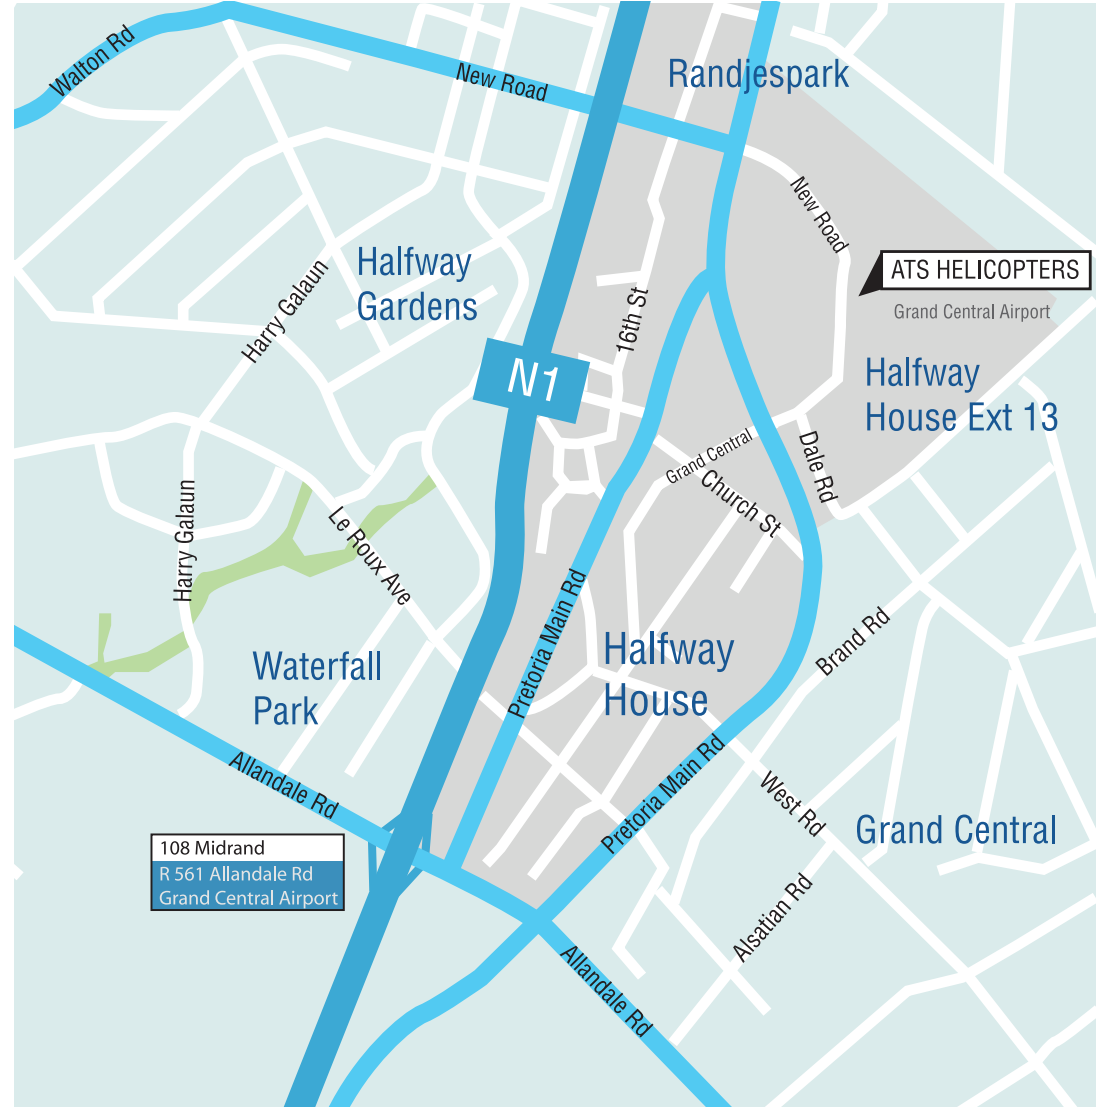 Walton Rd
New Road
Randjespark
New Road
Halfway
Gardens
Harry Galaun
16th St
ATS HELICOPTERS
Grand Central Airport
N1
Halfway
House Ext 13
Grand Central
Dale Rd
Church St
Harry Galaun
Le Roux Ave
Pretoria Main Rd
Brand Rd
Waterfall
Park
Halfway
House
Allandale Rd
Pretoria Main Rd
West Rd
Grand Central
108 Midrand
R 561 Allandale Rd
Grand Central Airport
Alsatian Rd
Allandale Rd